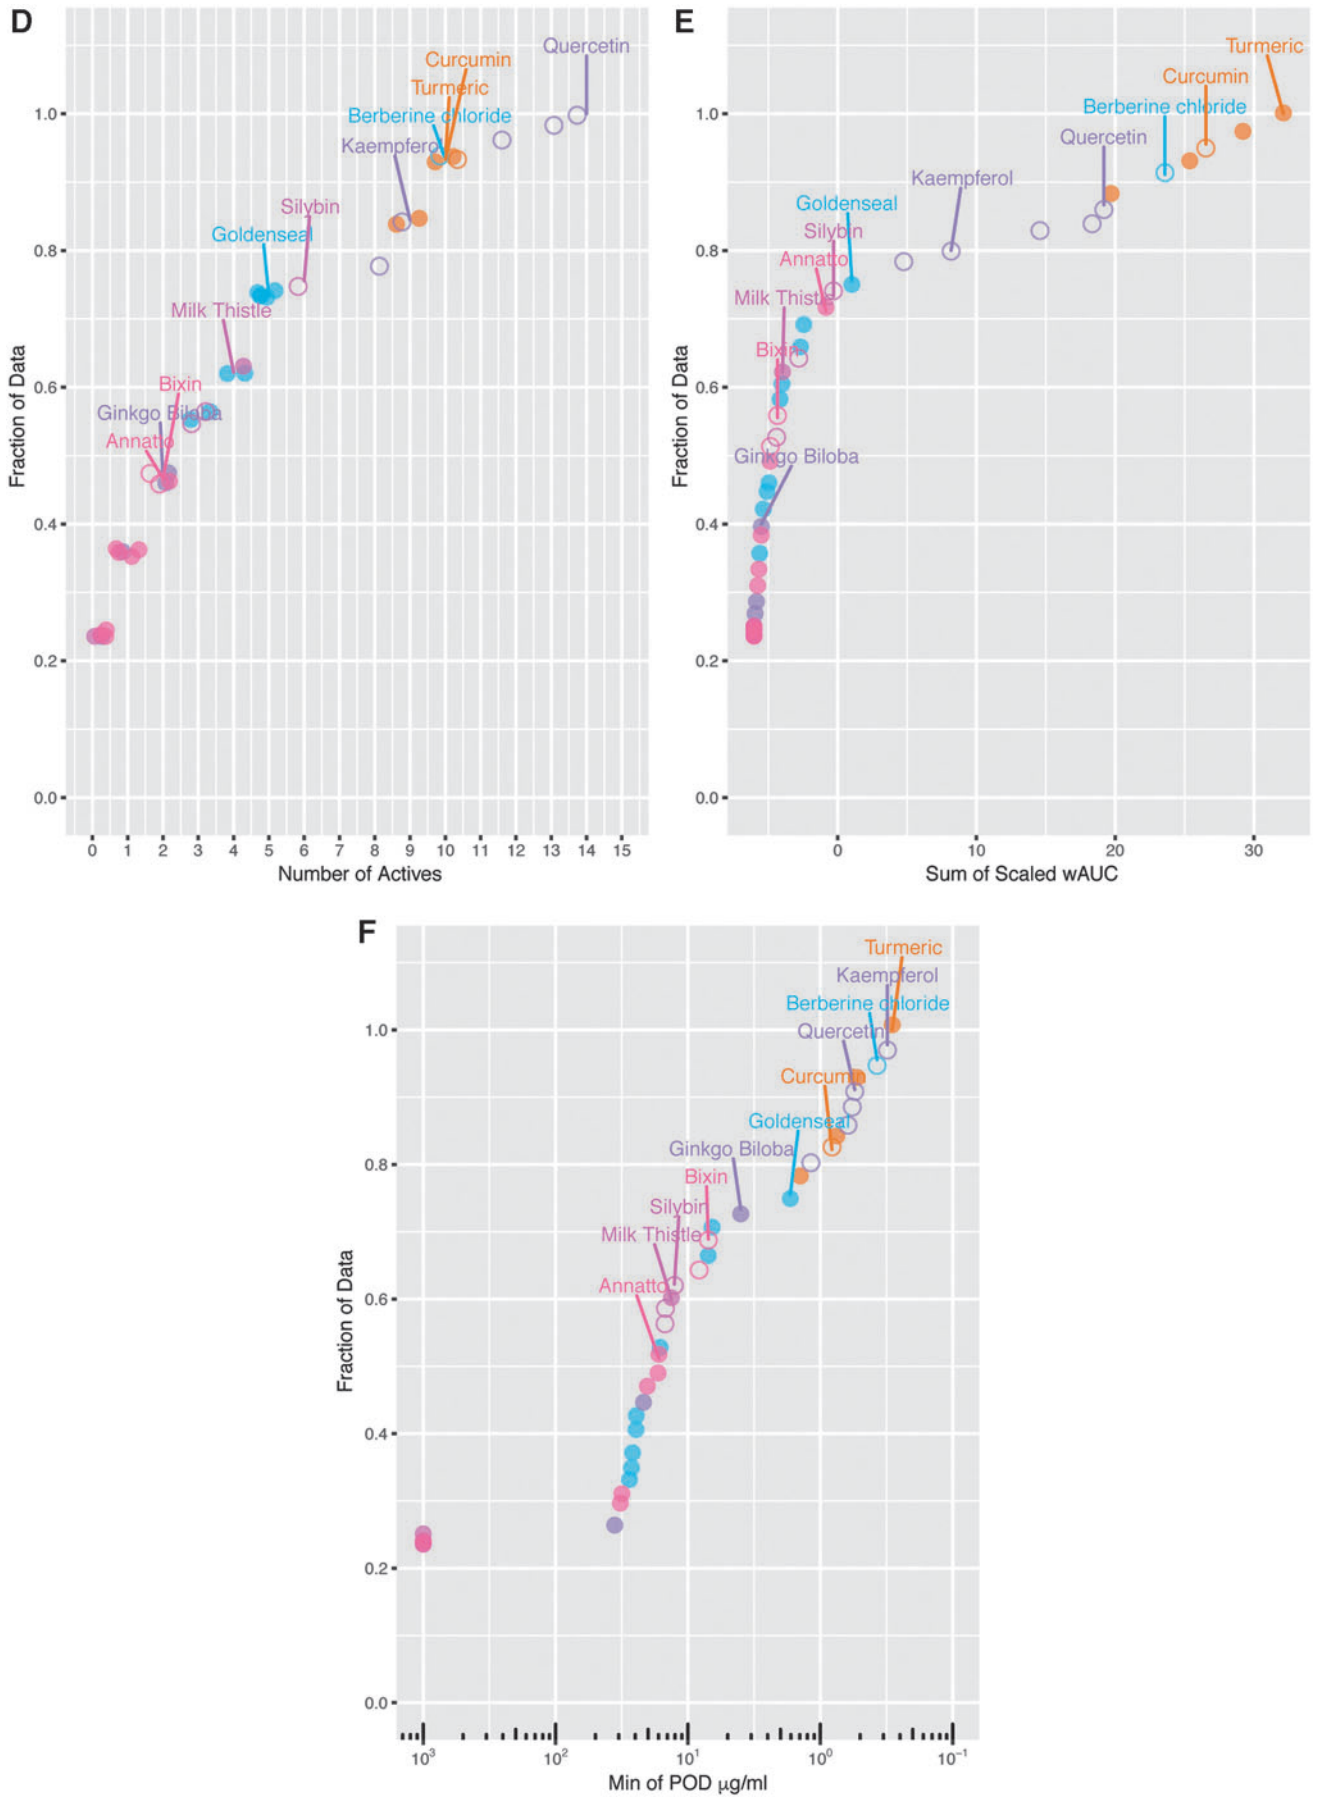 D
Quercetin
Curcumin
Turmeric
Berberine chloride
Kaempferol
Silybin
Goldenseal
Milk Thistle
Bixin
Ginkgo Biloba
Annatto
1.0
0.8
0.6
0.4
0.2
0.0
Fraction of Data
0 1 2 3 4 5 6 7 8 9 10 11 12 13 14 15
Number of Actives
E
Turmeric
Curcumin
Berberine chloride
Quercetin
Kaempferol
Goldenseal
Silybin
Annatto
Milk Thistle
Bixin
Ginkgo Biloba
1.0
0.8
0.6
0.4
0.2
0.0
Fraction of Data
0 10 20 30
Sum of Scaled wAUC
F
Turmeric
Kaempferol
Berberine chloride
Quercetin
Curcumin
Goldenseal
Ginkgo Biloba
Bixin
Silybin
Milk Thistle
Annatto
1.0
0.8
0.6
0.4
0.2
0.0
Fraction of Data
10³ 10² 10¹ 10⁰ 10⁻¹
Min of POD μg/ml